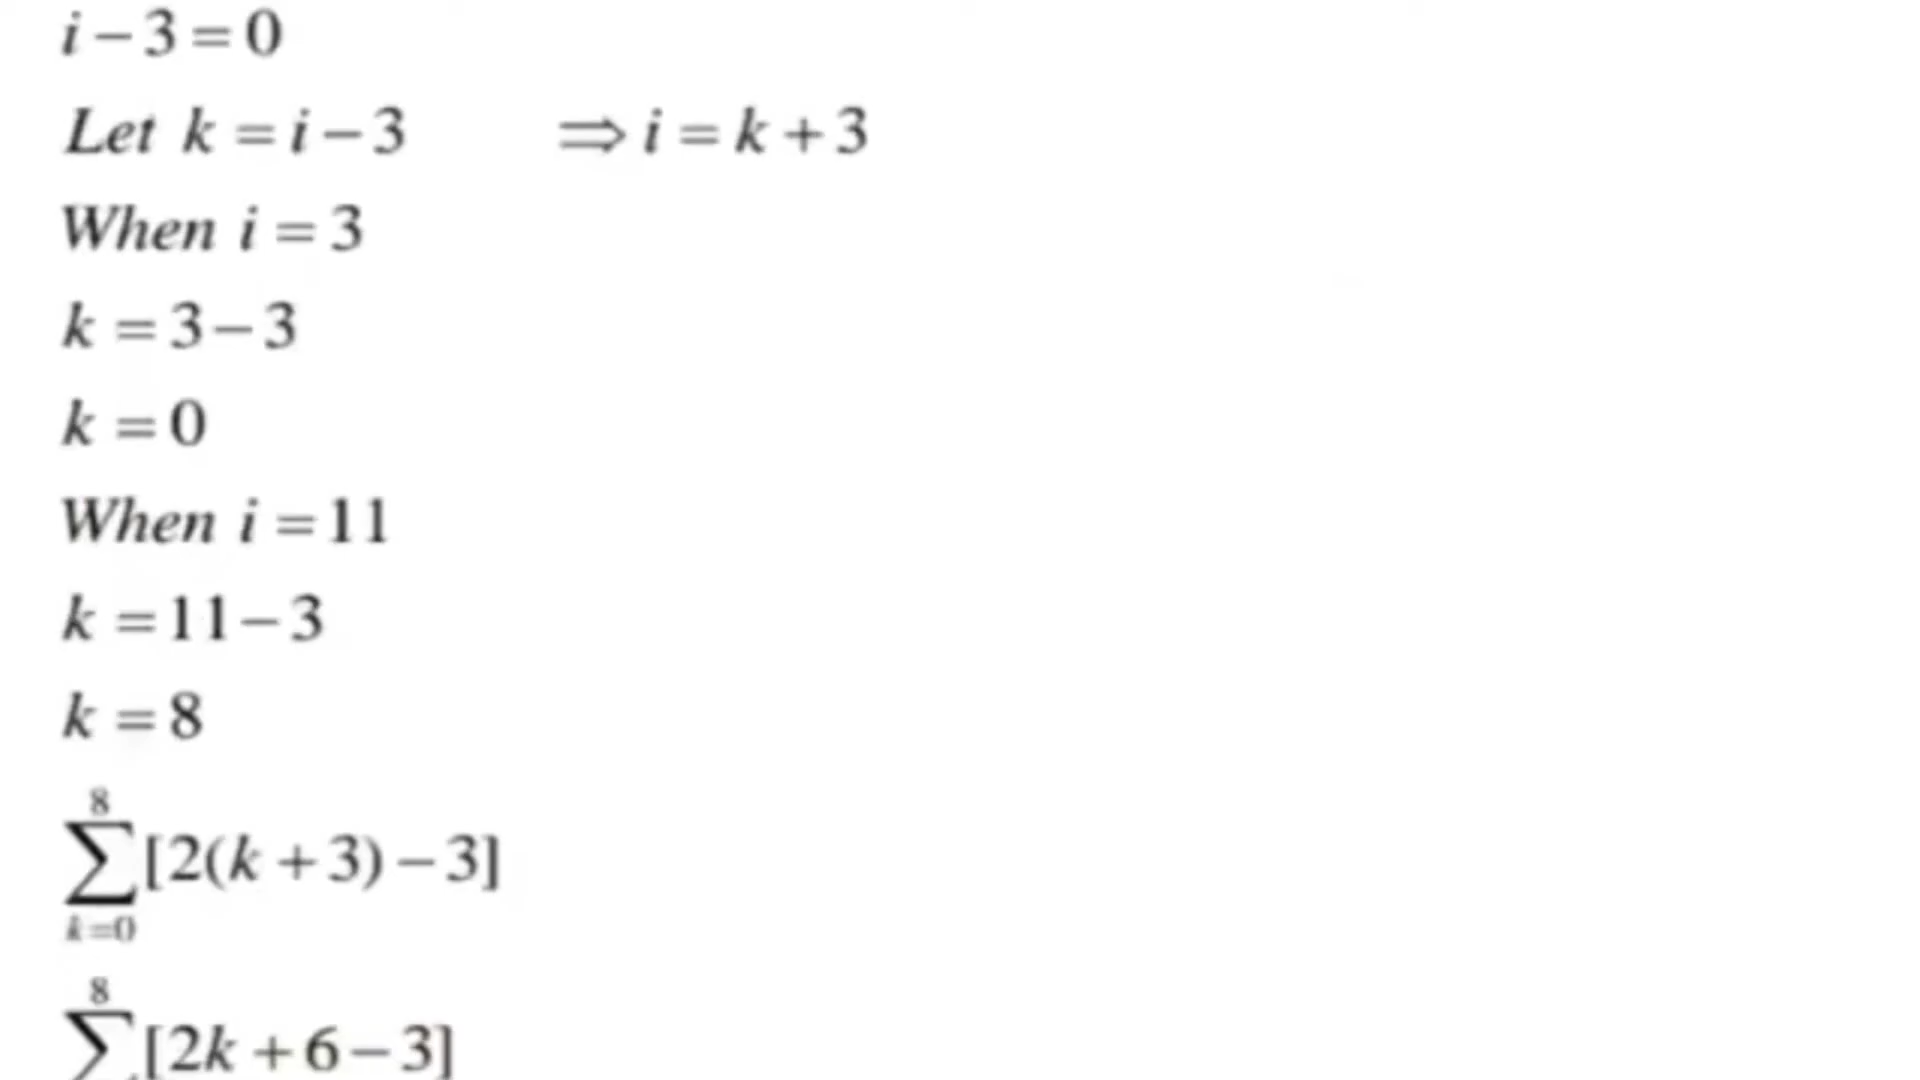 i − 3 = 0
Let k = i − 3 ⇒ i = k + 3
When i = 3
k = 3 − 3
k = 0
When i = 11
k = 11 − 3
k = 8
8
∑ [2(k + 3) − 3]
k=0
8
∑ [2k + 6 − 3]